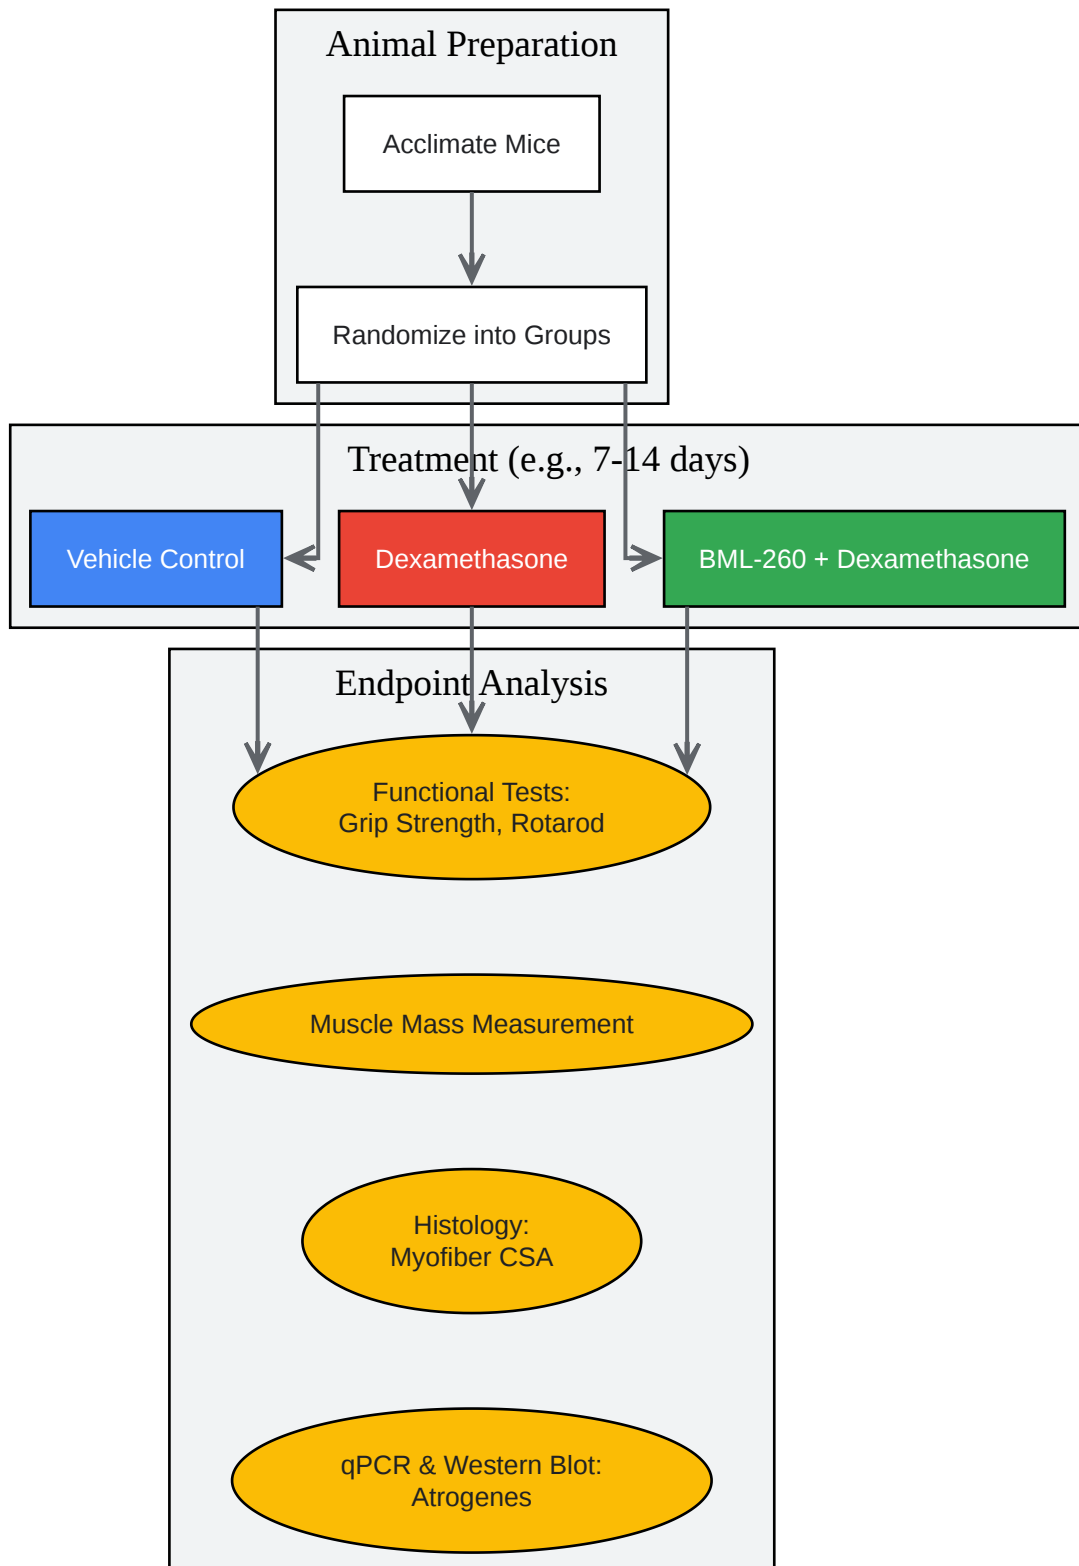 Animal Preparation
Acclimate Mice
Randomize into Groups
Treatment (e.g., 7-14 days)
Vehicle Control
Dexamethasone
BML-260 + Dexamethasone
Endpoint Analysis
Functional Tests:
Grip Strength, Rotarod
Muscle Mass Measurement
Histology:
Myofiber CSA
qPCR & Western Blot:
Atrogenes